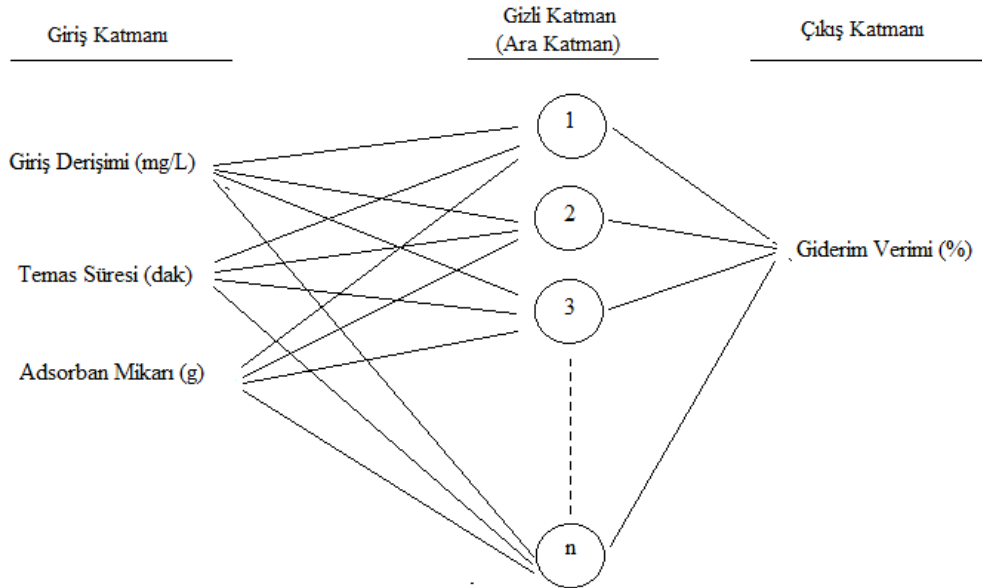 Giriş Katmanı
Gizli Katman
(Ara Katman)
Çıkış Katmanı
1
Giriş Derişimi (mg/L)
2
Giderim Verimi (%)
Temas Süresi (dak)
3
Adsorban Mikarı (g)
n